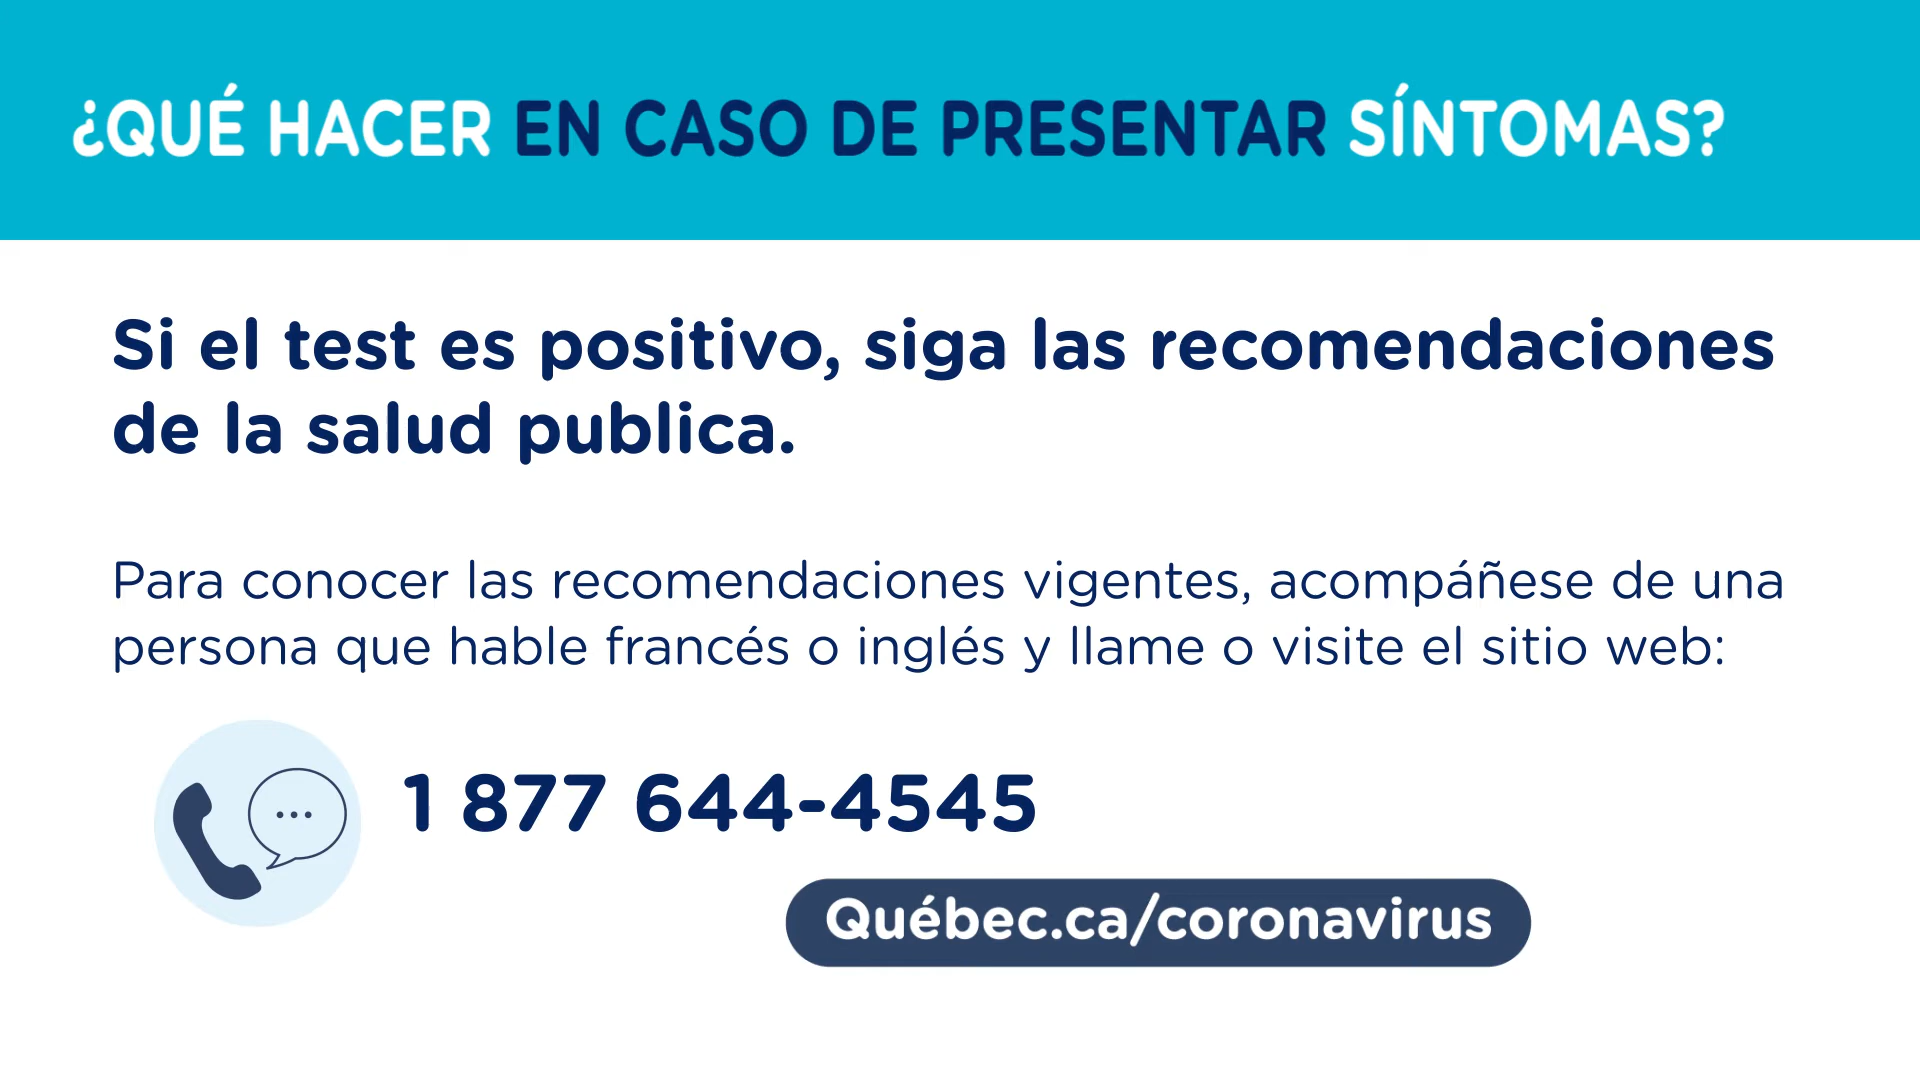 ¿QUÉ HACER EN CASO DE PRESENTAR SÍNTOMAS?
Si el test es positivo, siga las recomendaciones
de la salud publica.
Para conocer las recomendaciones vigentes, acompáñese de una
persona que hable francés o inglés y llame o visite el sitio web:
1 877 644-4545
Québec.ca/coronavirus